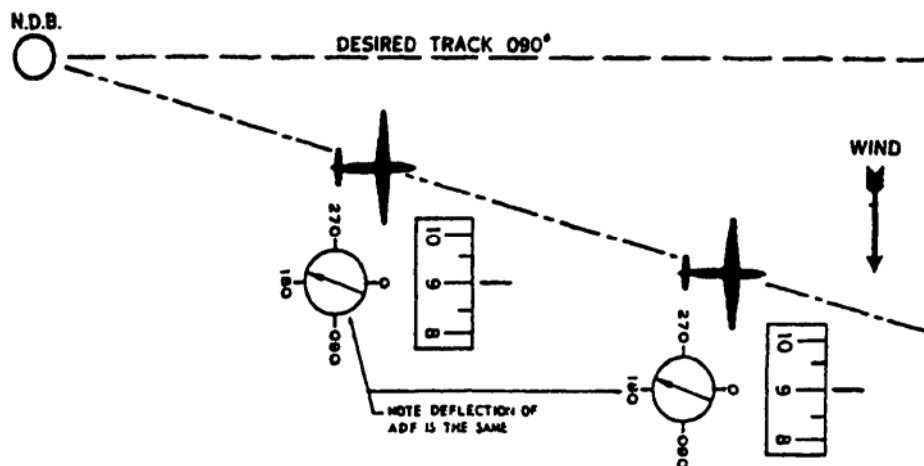 N.D.B.
DESIRED TRACK 090°
WIND
270
180
0
090
10
9
8
270
180
0
090
10
9
8
NOTE DEFLECTION OF
ADF IS THE SAME